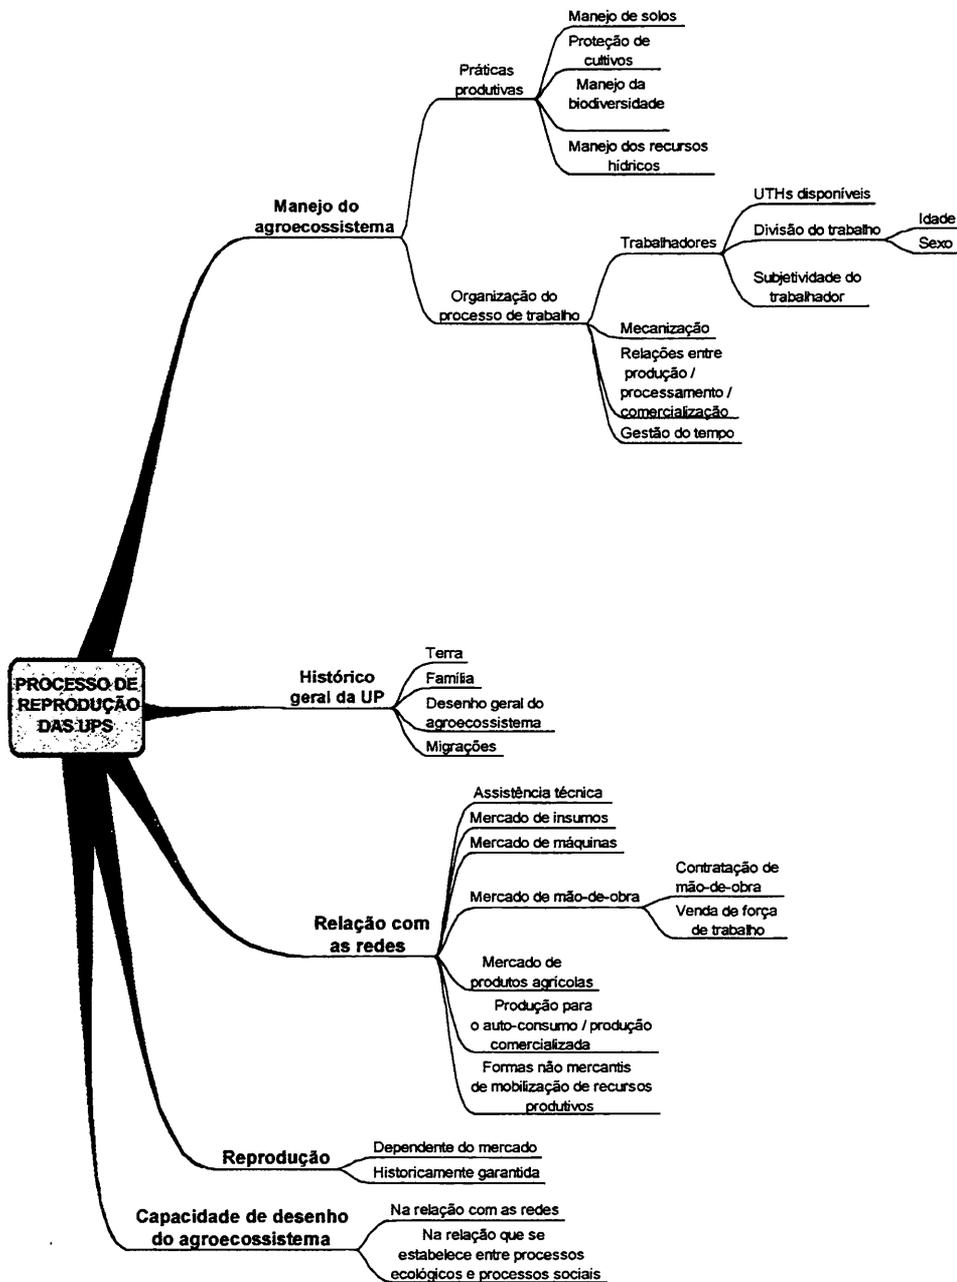 Manejo de solos
Proteção de
cultivos
Práticas
produtivas
Manejo da
biodiversidade
Manejo dos recursos
hídricos
Manejo do
agroecossistema
UTHs disponíveis
Trabalhadores
Divisão do trabalho
Idade
Sexo
Subjetividade do
trabalhador
Organização do
processo de trabalho
Mecanização
Relações entre
produção /
processamento /
comercialização
Gestão do tempo
PROCESSO DE
REPRODUÇÃO
DAS UPS
Histórico
geral da UP
Terra
Família
Desenho geral do
agroecossistema
Migrações
Relação com
as redes
Assistência técnica
Mercado de insumos
Mercado de máquinas
Mercado de mão-de-obra
Contratação de
mão-de-obra
Venda de força
de trabalho
Mercado de
produtos agrícolas
Produção para
o auto-consumo / produção
comercializada
Formas não mercantis
de mobilização de recursos
produtivos
Reprodução
Dependente do mercado
Historicamente garantida
Capacidade de desenho
do agroecossistema
Na relação com as redes
Na relação que se
estabelece entre processos
ecológicos e processos sociais